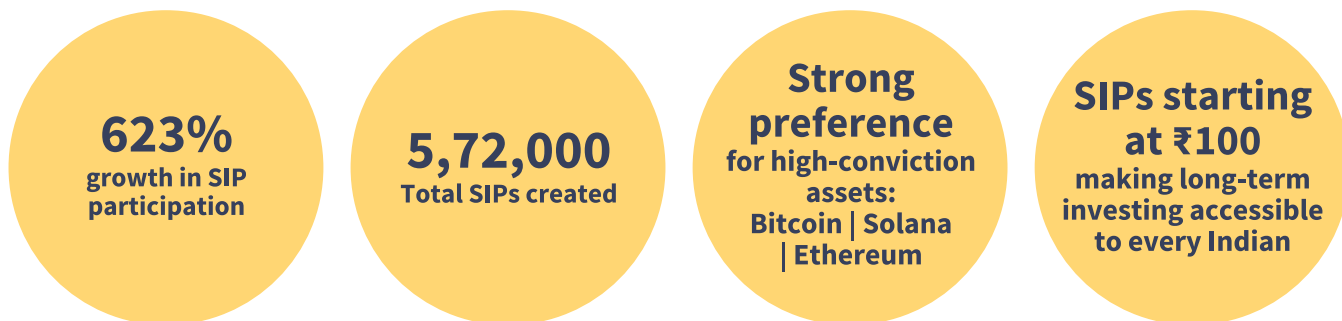 623%
growth in SIP
participation
5,72,000
Total SIPs created
Strong
preference
for high-conviction
assets:
Bitcoin | Solana
| Ethereum
SIPs starting
at ₹100
making long-term
investing accessible
to every Indian